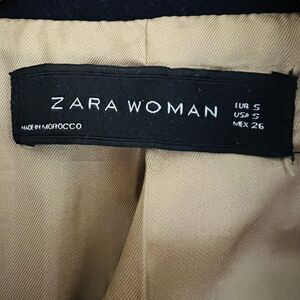 ZARA WOMAN
EUR S
USA S
MEX 26
MADE IN MOROCCO